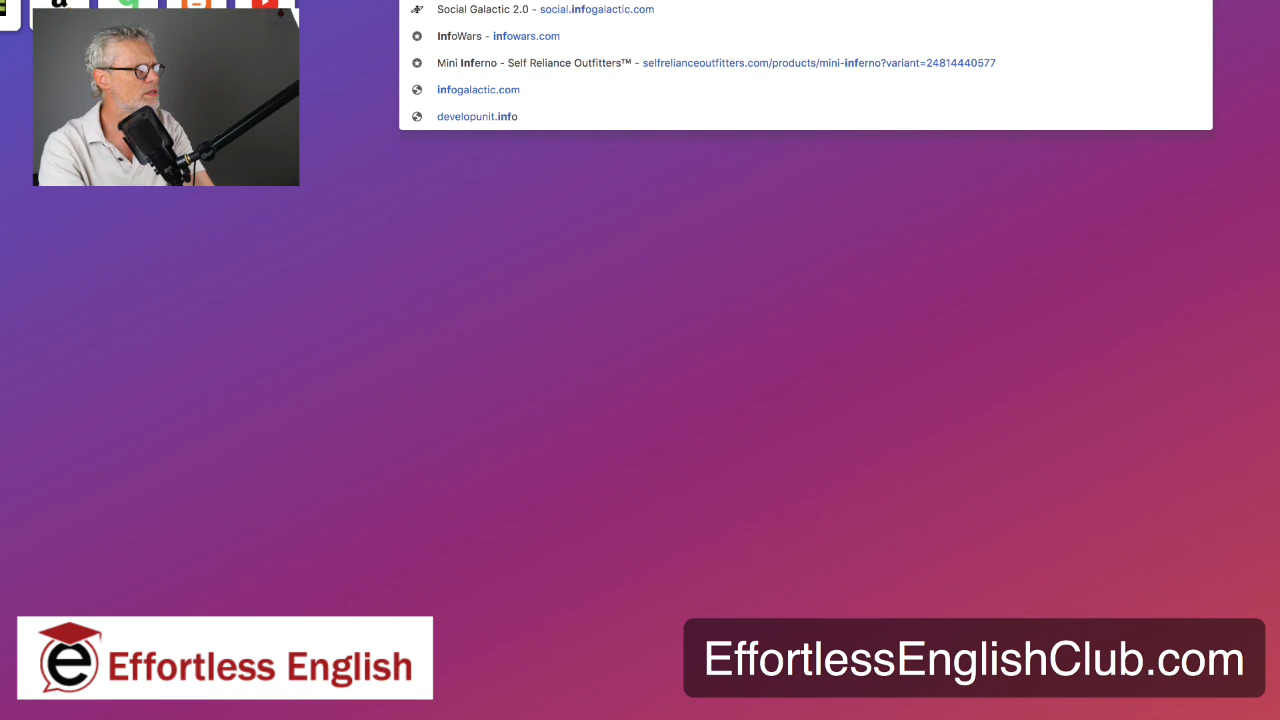 Social Galactic 2.0 - social.infogalactic.com
InfoWars - infowars.com
Mini Inferno - Self Reliance Outfitters™ - selfrelianceoutfitters.com/products/mini-inferno?variant=24814440577
infogalactic.com
developunit.info
e Effortless English
EffortlessEnglishClub.com